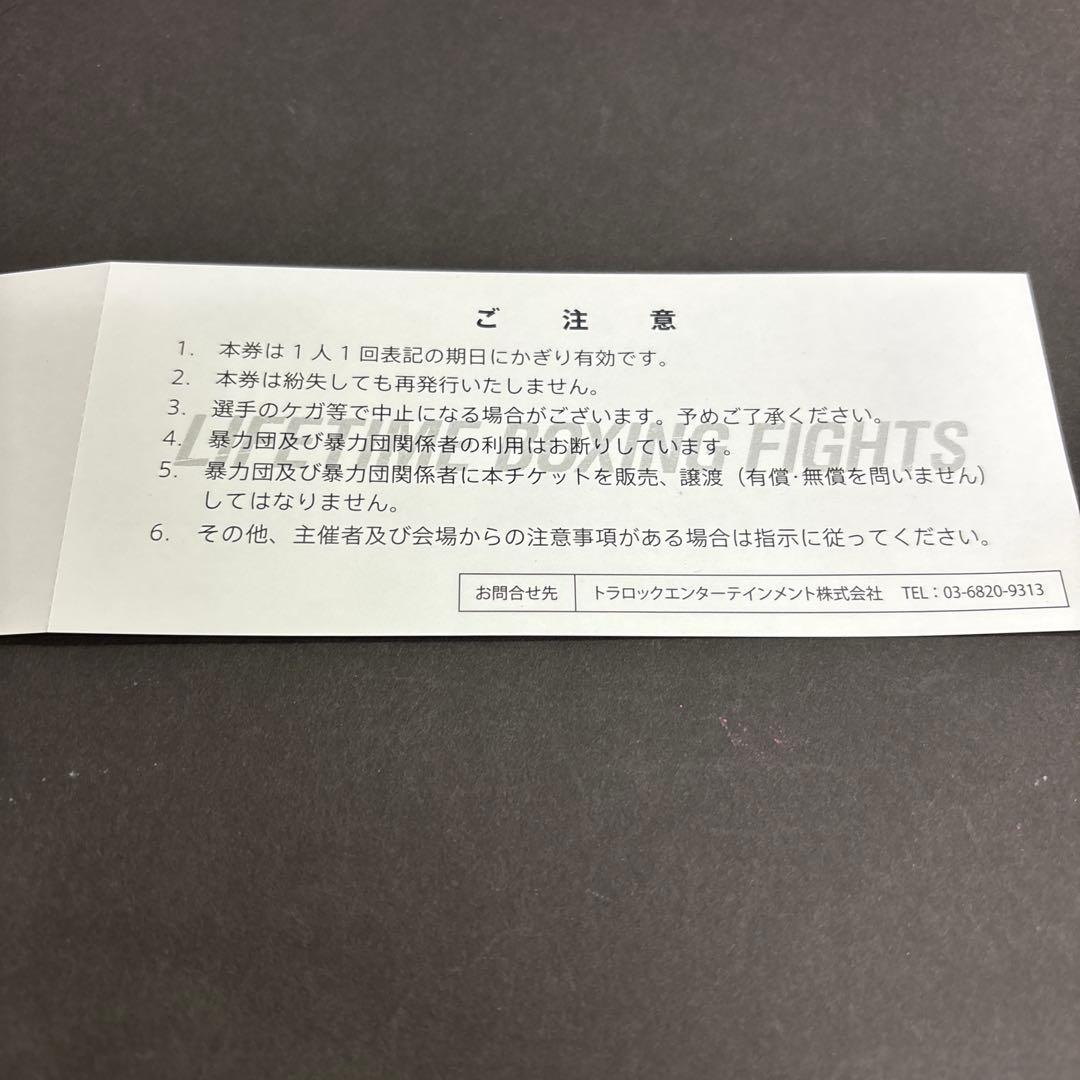 ご注意
1. 本券は1人1回表記の期日にかぎり有効です。
2. 本券は紛失しても再発行いたしません。
3. 選手のケガ等で中止になる場合がございます。予めご了承ください。
LIFETIME BOXING FIGHTS
4. 暴力団及び暴力団関係者の利用はお断りしています。
5. 暴力団及び暴力団関係者に本チケットを販売、譲渡（有償・無償を問いません）
してはなりません。
6. その他、主催者及び会場からの注意事項がある場合は指示に従ってください。
お問合せ先 トラロックエンターテインメント株式会社 TEL：03-6820-9313